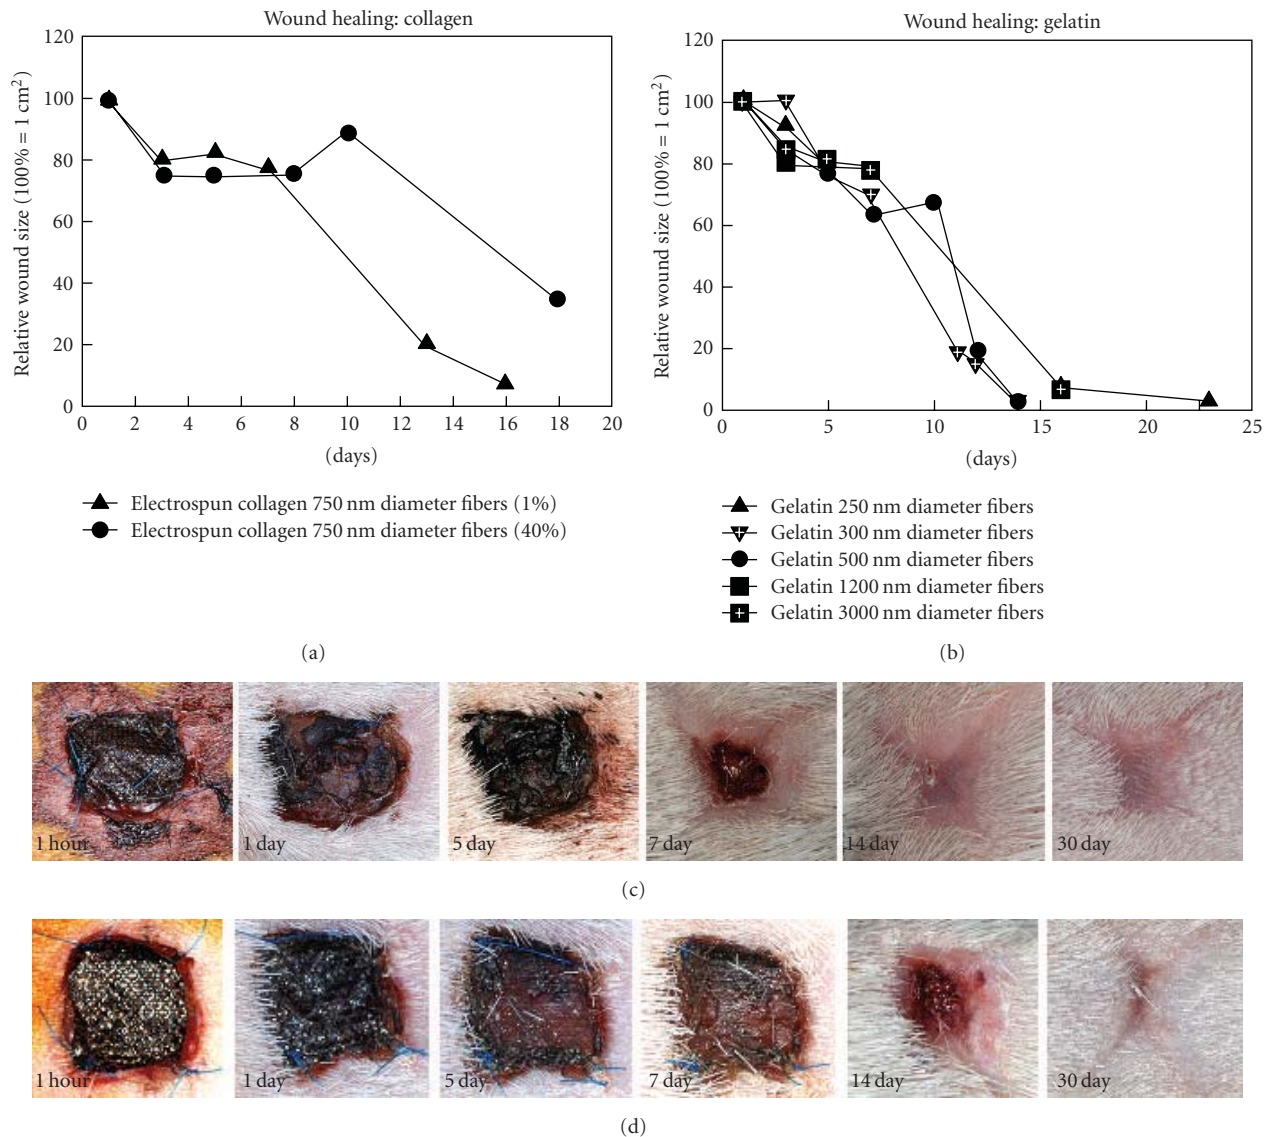 Wound healing: collagen
Relative wound size (100% = 1 cm²)
120
100
80
60
40
20
0
0 2 4 6 8 10 12 14 16 18 20
(days)
Electrospun collagen 750 nm diameter fibers (1%)
Electrospun collagen 750 nm diameter fibers (40%)
(a)
Wound healing: gelatin
Relative wound size (100% = 1 cm²)
120
100
80
60
40
20
0
0 5 10 15 20 25
(days)
Gelatin 250 nm diameter fibers
Gelatin 300 nm diameter fibers
Gelatin 500 nm diameter fibers
Gelatin 1200 nm diameter fibers
Gelatin 3000 nm diameter fibers
(b)
1 hour 1 day 5 day 7 day 14 day 30 day
(c)
1 hour 1 day 5 day 7 day 14 day 30 day
(d)